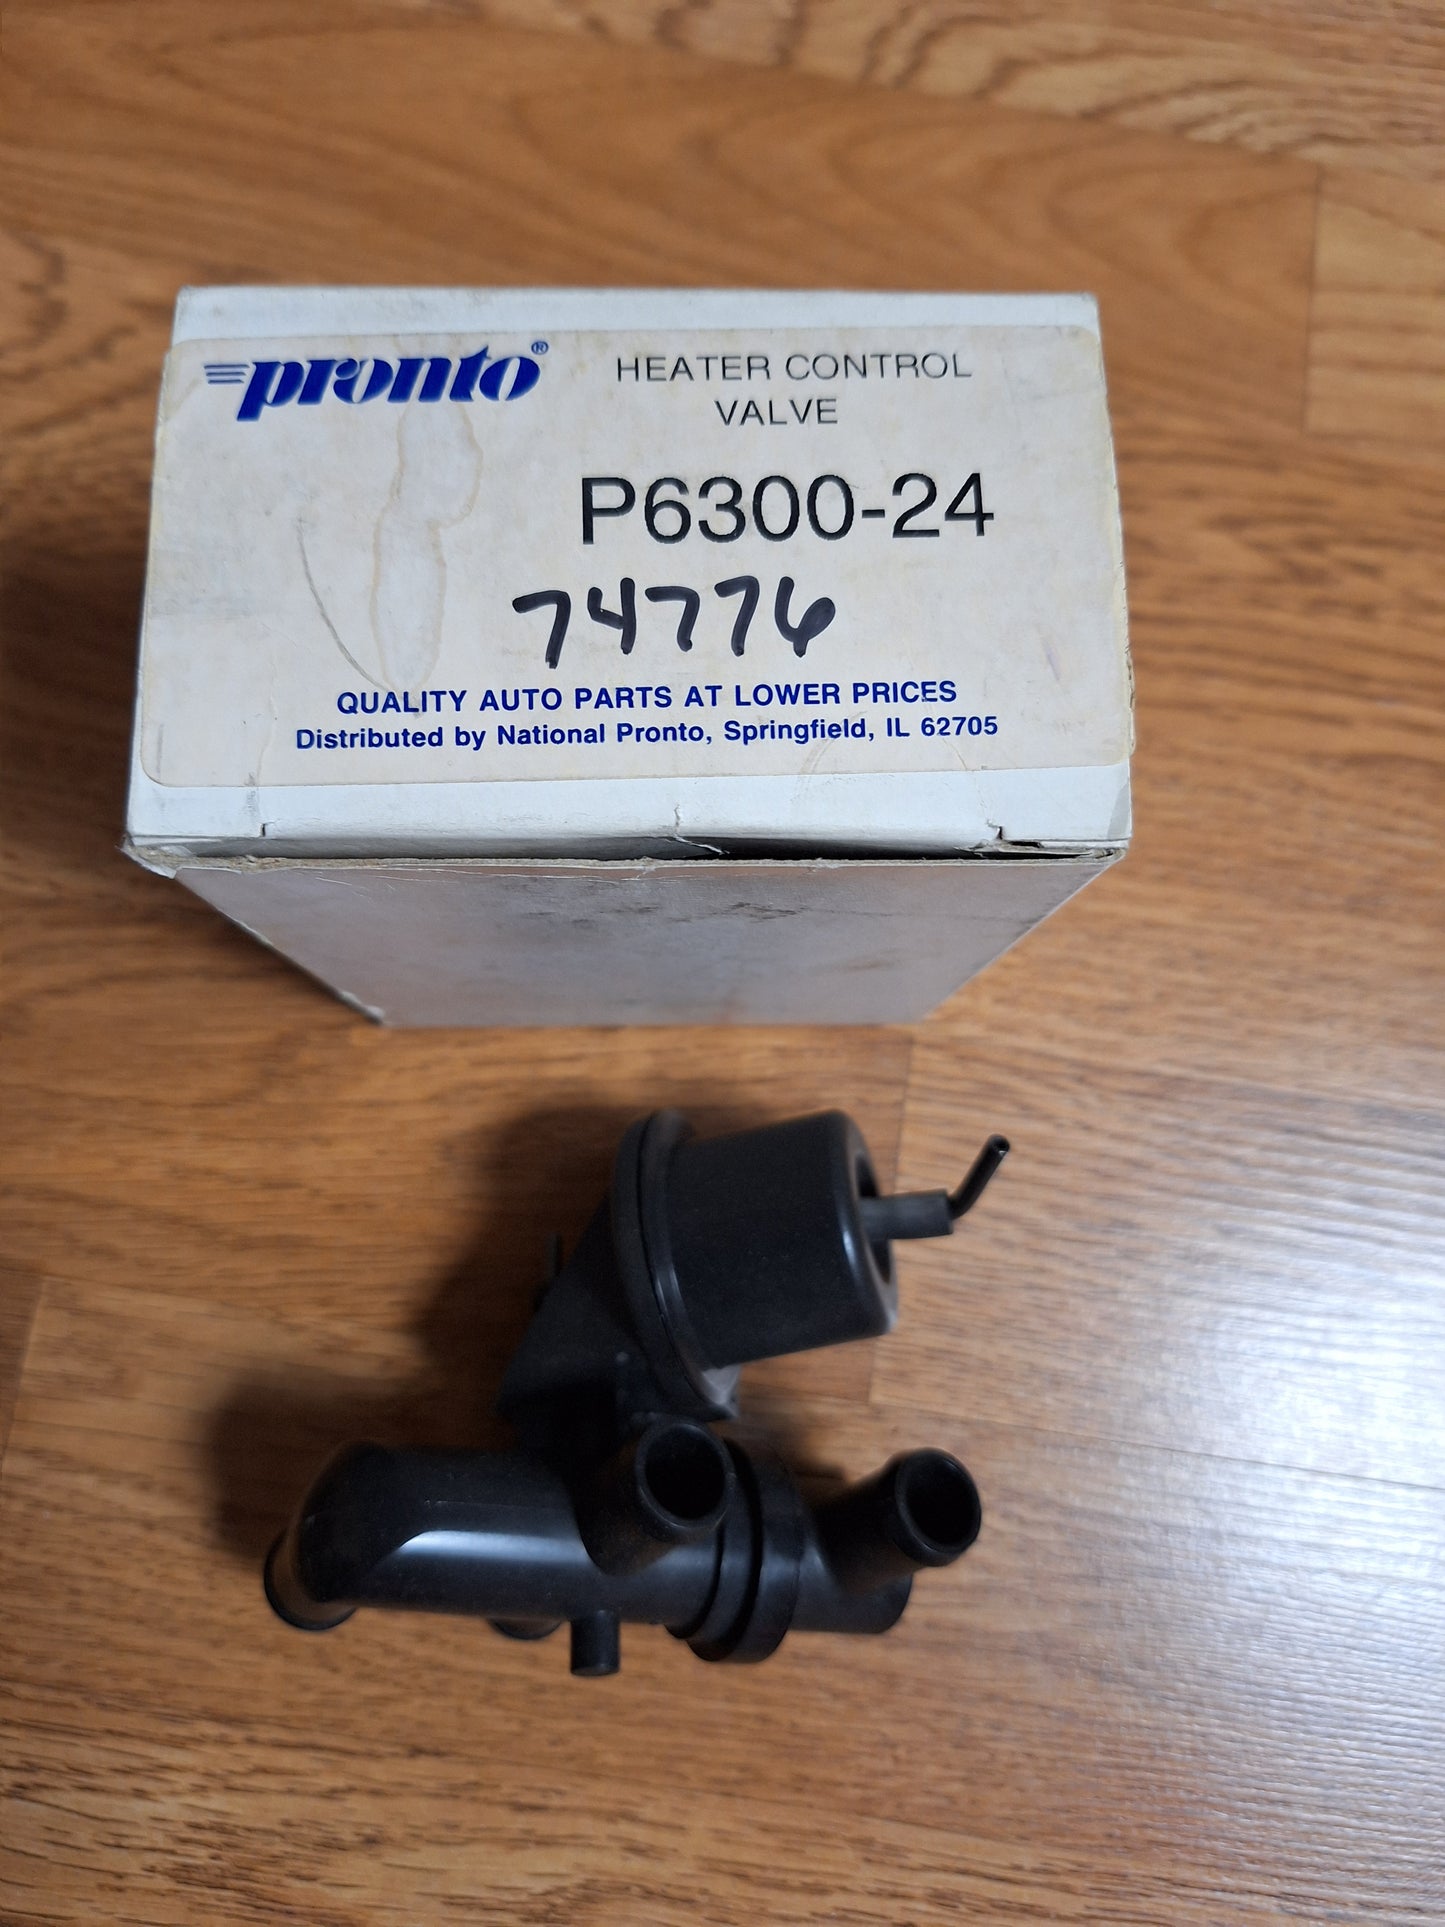 pronto®
HEATER CONTROL
VALVE
P6300-24
74776
QUALITY AUTO PARTS AT LOWER PRICES
Distributed by National Pronto, Springfield, IL 62705